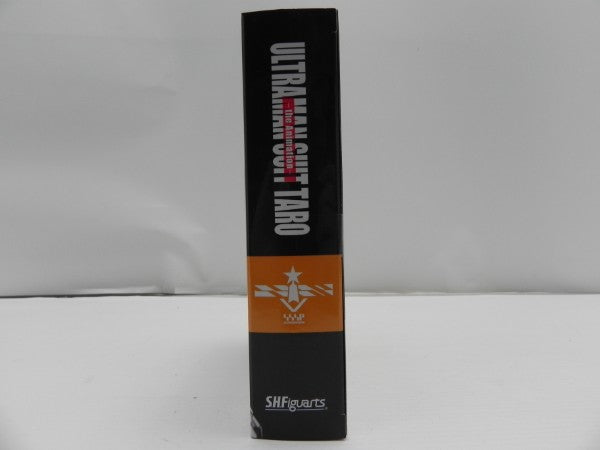 ULTRAMAN SUIT TARO
-the Animation-
S.H.Figuarts